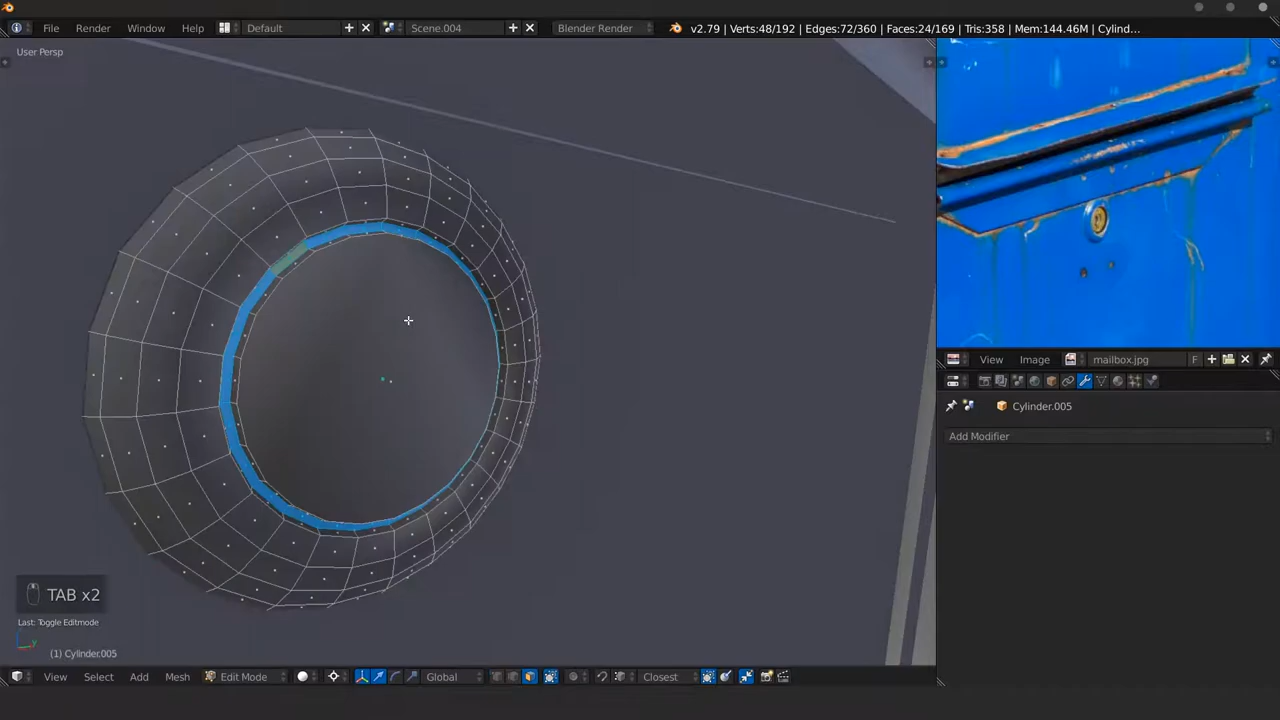 File Render Window Help Default Scene.004 Blender Render v2.79 | Verts:48/192 | Edges:72/360 | Faces:24/169 | Tris:358 | Mem:144.46M | Cylind...
User Persp
View Image mailbox.jpg F
Cylinder.005
Add Modifier
TAB x2
Last: Toggle Editmode
(1) Cylinder.005
View Select Add Mesh Edit Mode Global Closest